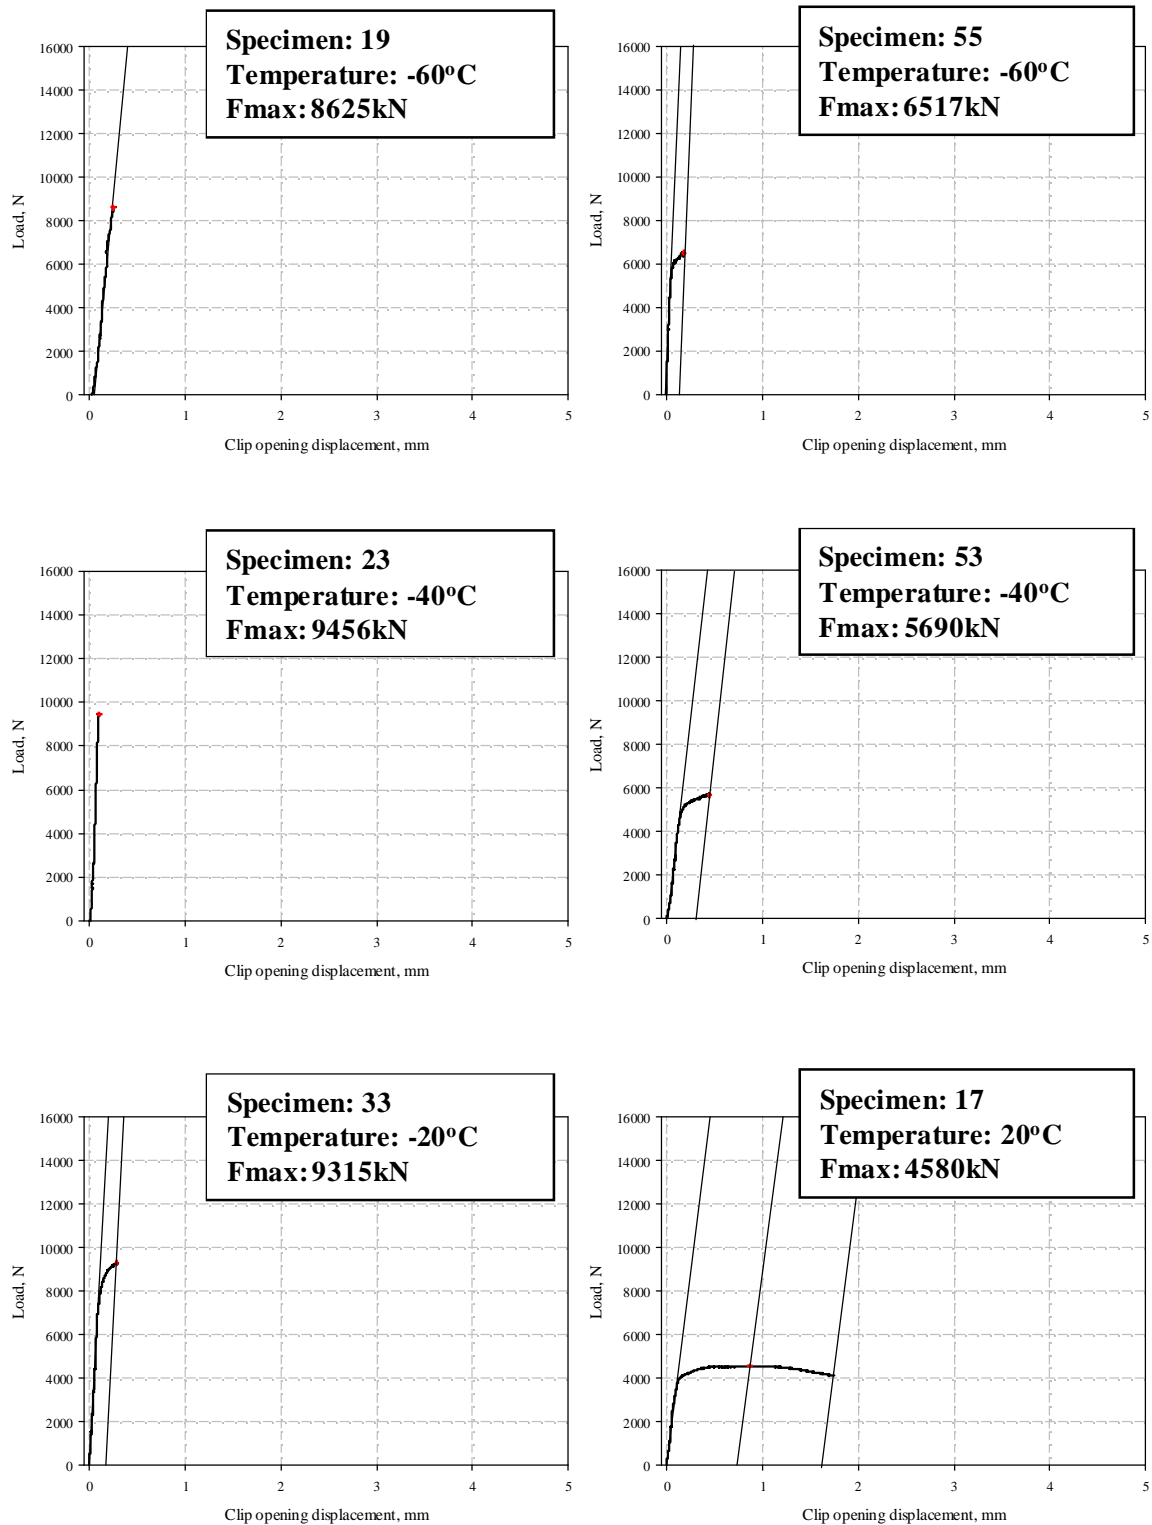 Specimen: 19
Temperature: -60°C
Fmax: 8625kN
16000
14000
12000
10000
8000
6000
4000
2000
0
Load, N
0 1 2 3 4 5
Clip opening displacement, mm
Specimen: 55
Temperature: -60°C
Fmax: 6517kN
16000
14000
12000
10000
8000
6000
4000
2000
0
Load, N
0 1 2 3 4 5
Clip opening displacement, mm
Specimen: 23
Temperature: -40°C
Fmax: 9456kN
16000
14000
12000
10000
8000
6000
4000
2000
0
Load, N
0 1 2 3 4 5
Clip opening displacement, mm
Specimen: 53
Temperature: -40°C
Fmax: 5690kN
16000
14000
12000
10000
8000
6000
4000
2000
0
Load, N
0 1 2 3 4 5
Clip opening displacement, mm
Specimen: 33
Temperature: -20°C
Fmax: 9315kN
16000
14000
12000
10000
8000
6000
4000
2000
0
Load, N
0 1 2 3 4 5
Clip opening displacement, mm
Specimen: 17
Temperature: 20°C
Fmax: 4580kN
16000
14000
12000
10000
8000
6000
4000
2000
0
Load, N
0 1 2 3 4 5
Clip opening displacement, mm